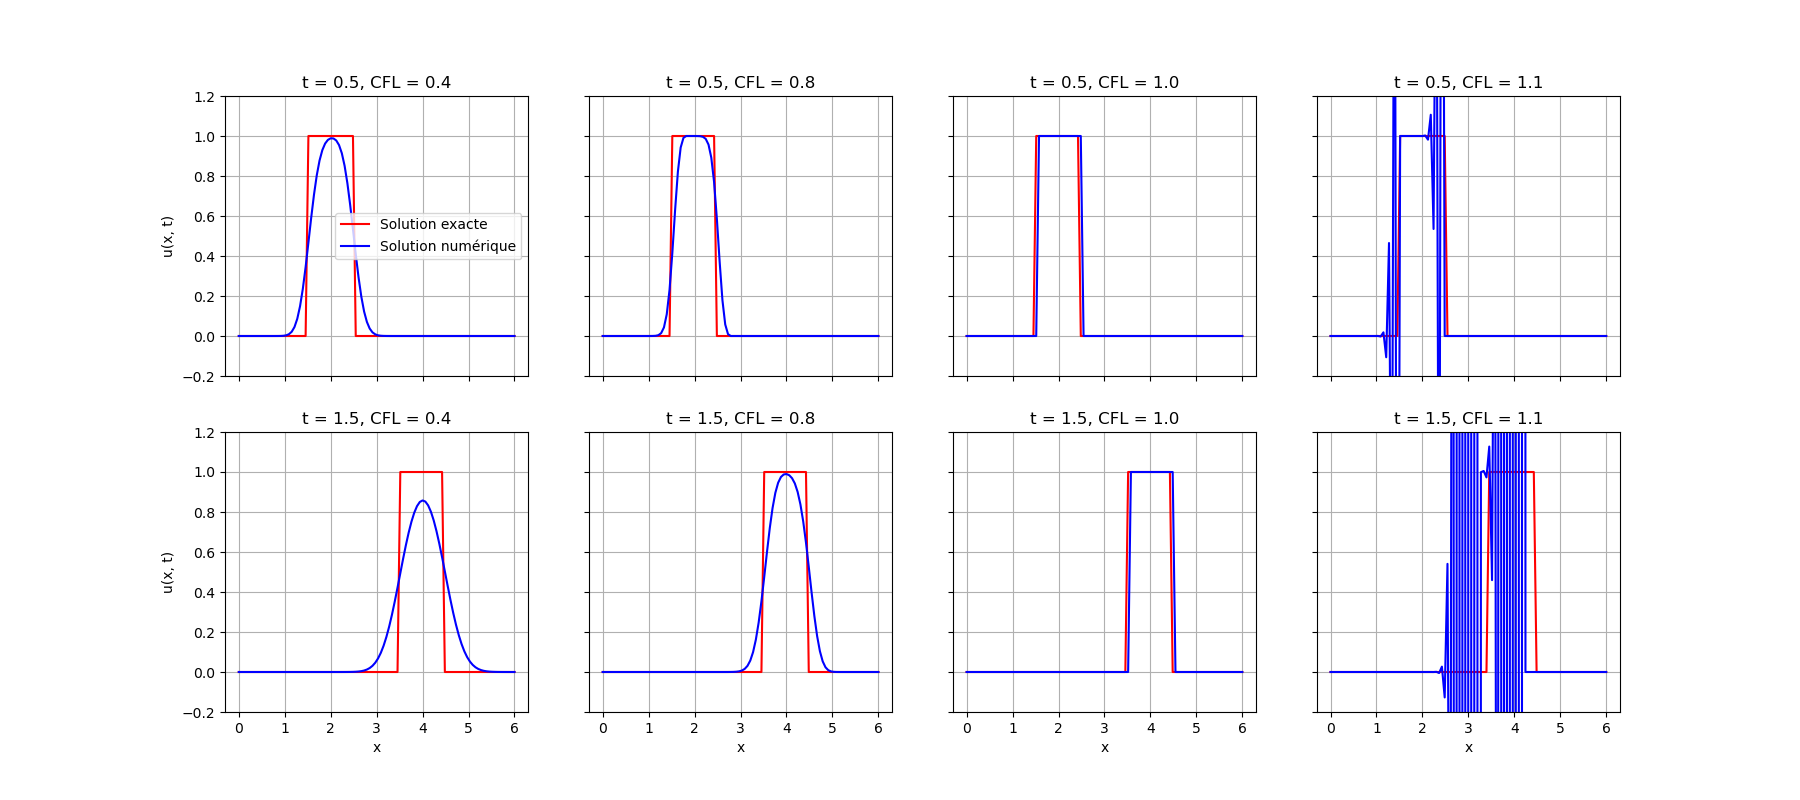 t = 0.5, CFL = 0.4
t = 0.5, CFL = 0.8
t = 0.5, CFL = 1.0
t = 0.5, CFL = 1.1
u(x, t)
1.2
1.0
0.8
0.6
0.4
0.2
0.0
−0.2
Solution exacte
Solution numérique
t = 1.5, CFL = 0.4
t = 1.5, CFL = 0.8
t = 1.5, CFL = 1.0
t = 1.5, CFL = 1.1
u(x, t)
1.2
1.0
0.8
0.6
0.4
0.2
0.0
−0.2
0 1 2 3 4 5 6
x
0 1 2 3 4 5 6
x
0 1 2 3 4 5 6
x
0 1 2 3 4 5 6
x